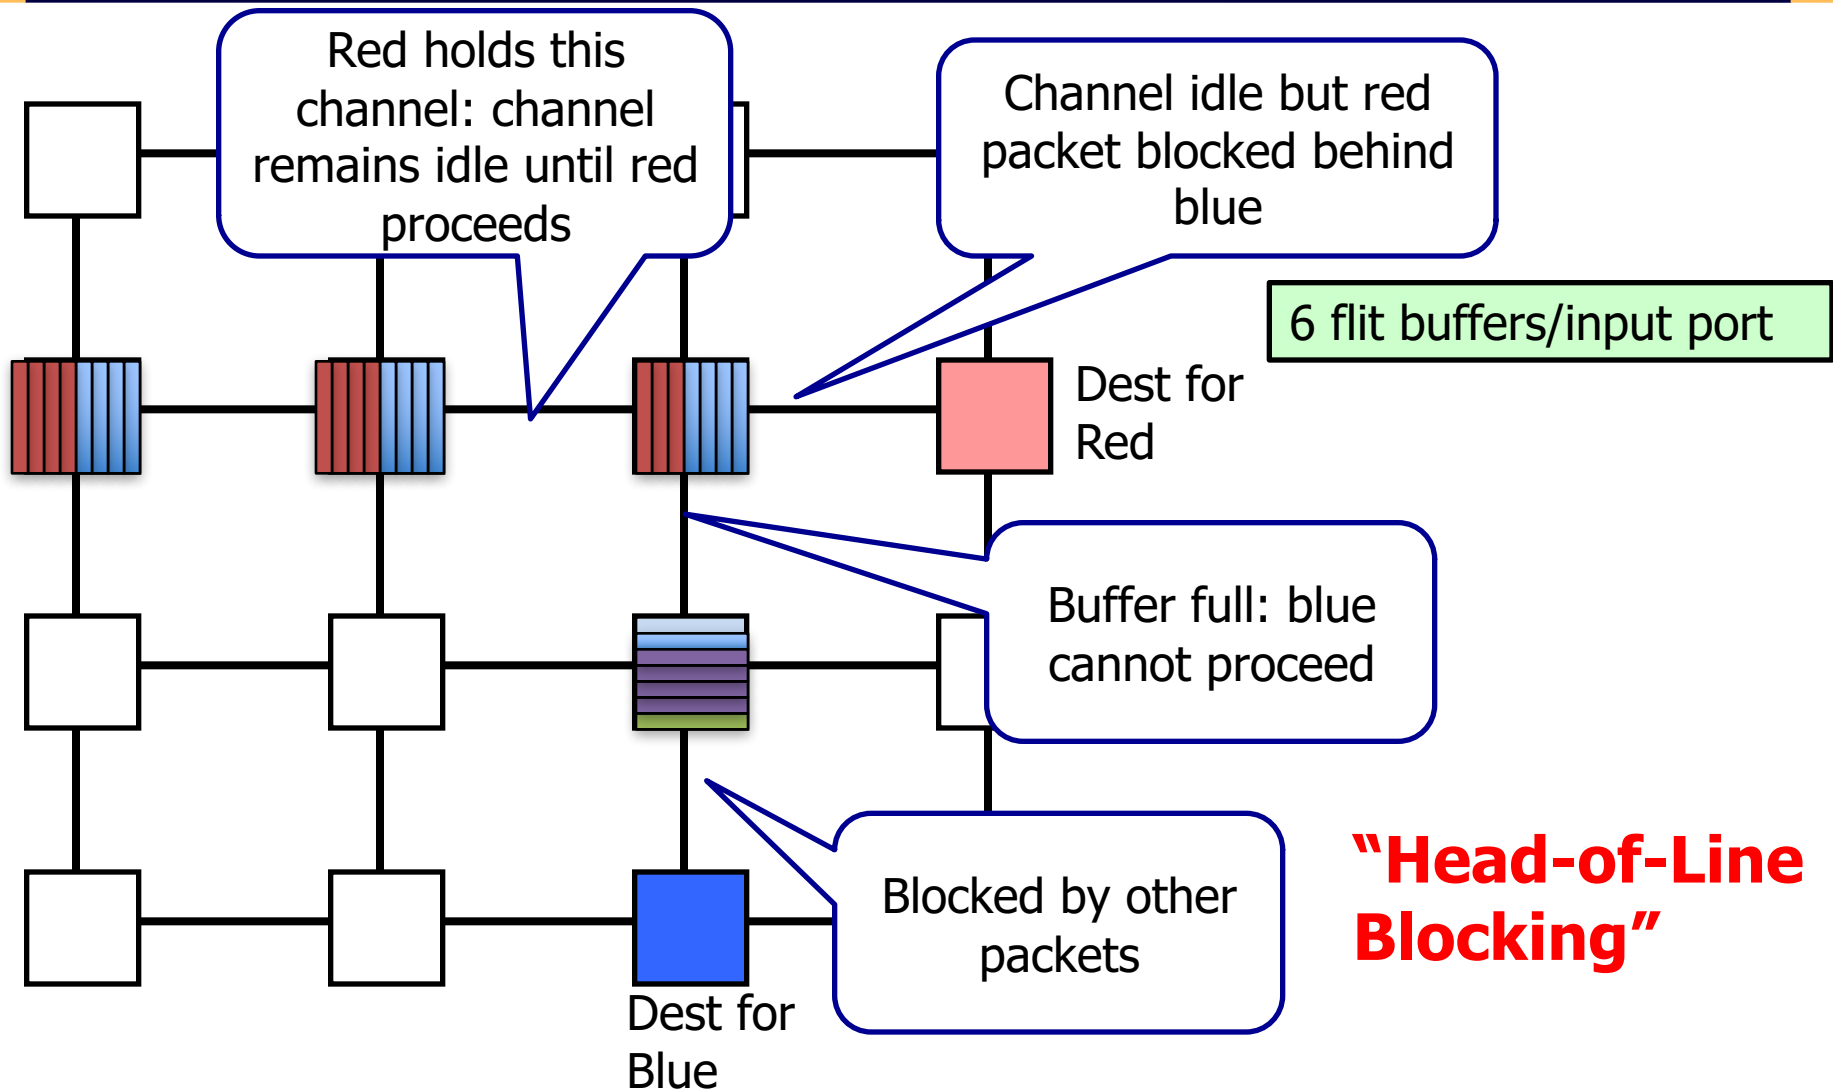 Red holds this
channel: channel
remains idle until red
proceeds
Channel idle but red
packet blocked behind
blue
6 flit buffers/input port
Dest for
Red
Buffer full: blue
cannot proceed
Blocked by other
packets
“Head-of-Line
Blocking”
Dest for
Blue